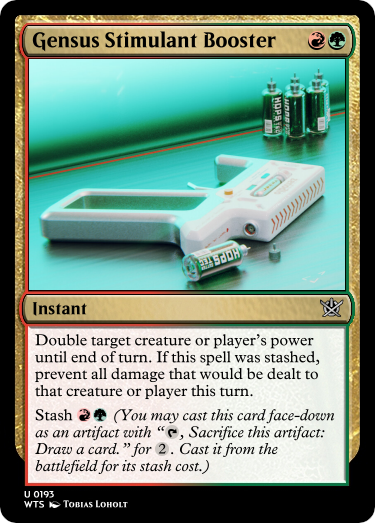 Gensus Stimulant Booster
Instant
Double target creature or player's power
until end of turn. If this spell was stashed,
prevent all damage that would be dealt to
that creature or player this turn.
Stash (You may cast this card face-down
as an artifact with “, Sacrifice this artifact:
Draw a card.” for 2. Cast it from the
battlefield for its stash cost.)
U 0193
WTS Tobias Loholt